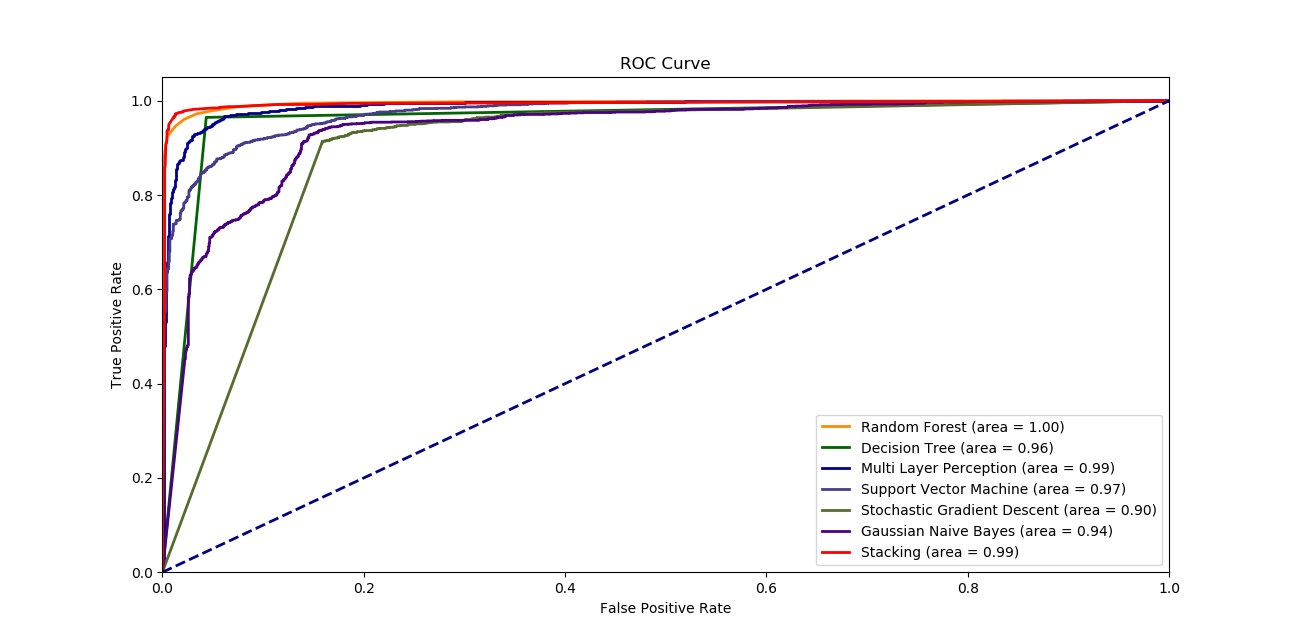 ROC Curve
True Positive Rate
1.0
0.8
0.6
0.4
0.2
0.0
Random Forest (area = 1.00)
Decision Tree (area = 0.96)
Multi Layer Perception (area = 0.99)
Support Vector Machine (area = 0.97)
Stochastic Gradient Descent (area = 0.90)
Gaussian Naive Bayes (area = 0.94)
Stacking (area = 0.99)
0.0 0.2 0.4 0.6 0.8 1.0
False Positive Rate